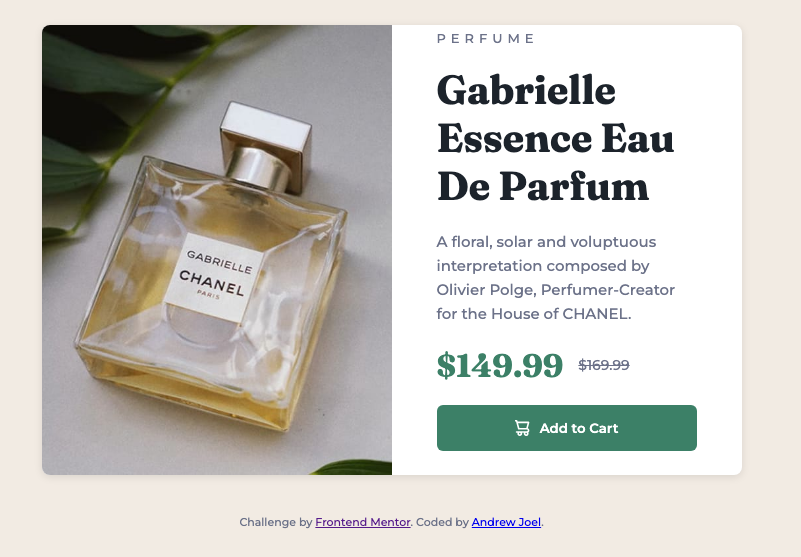 GABRIELLE
CHANEL
PARIS
PERFUME
Gabrielle
Essence Eau
De Parfum
A floral, solar and voluptuous
interpretation composed by
Olivier Polge, Perfumer-Creator
for the House of CHANEL.
$149.99 $169.99
Add to Cart
Challenge by Frontend Mentor. Coded by Andrew Joel.